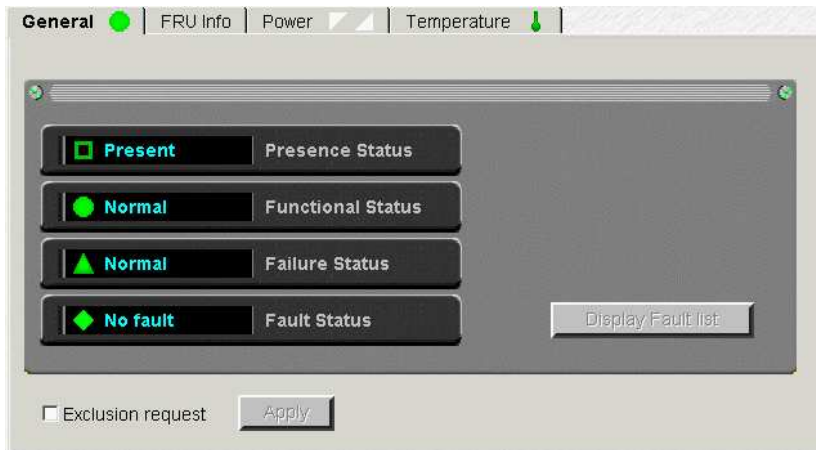 General FRU Info Power Temperature
Present Presence Status
Normal Functional Status
Normal Failure Status
No fault Fault Status
Display Fault list
Exclusion request Apply